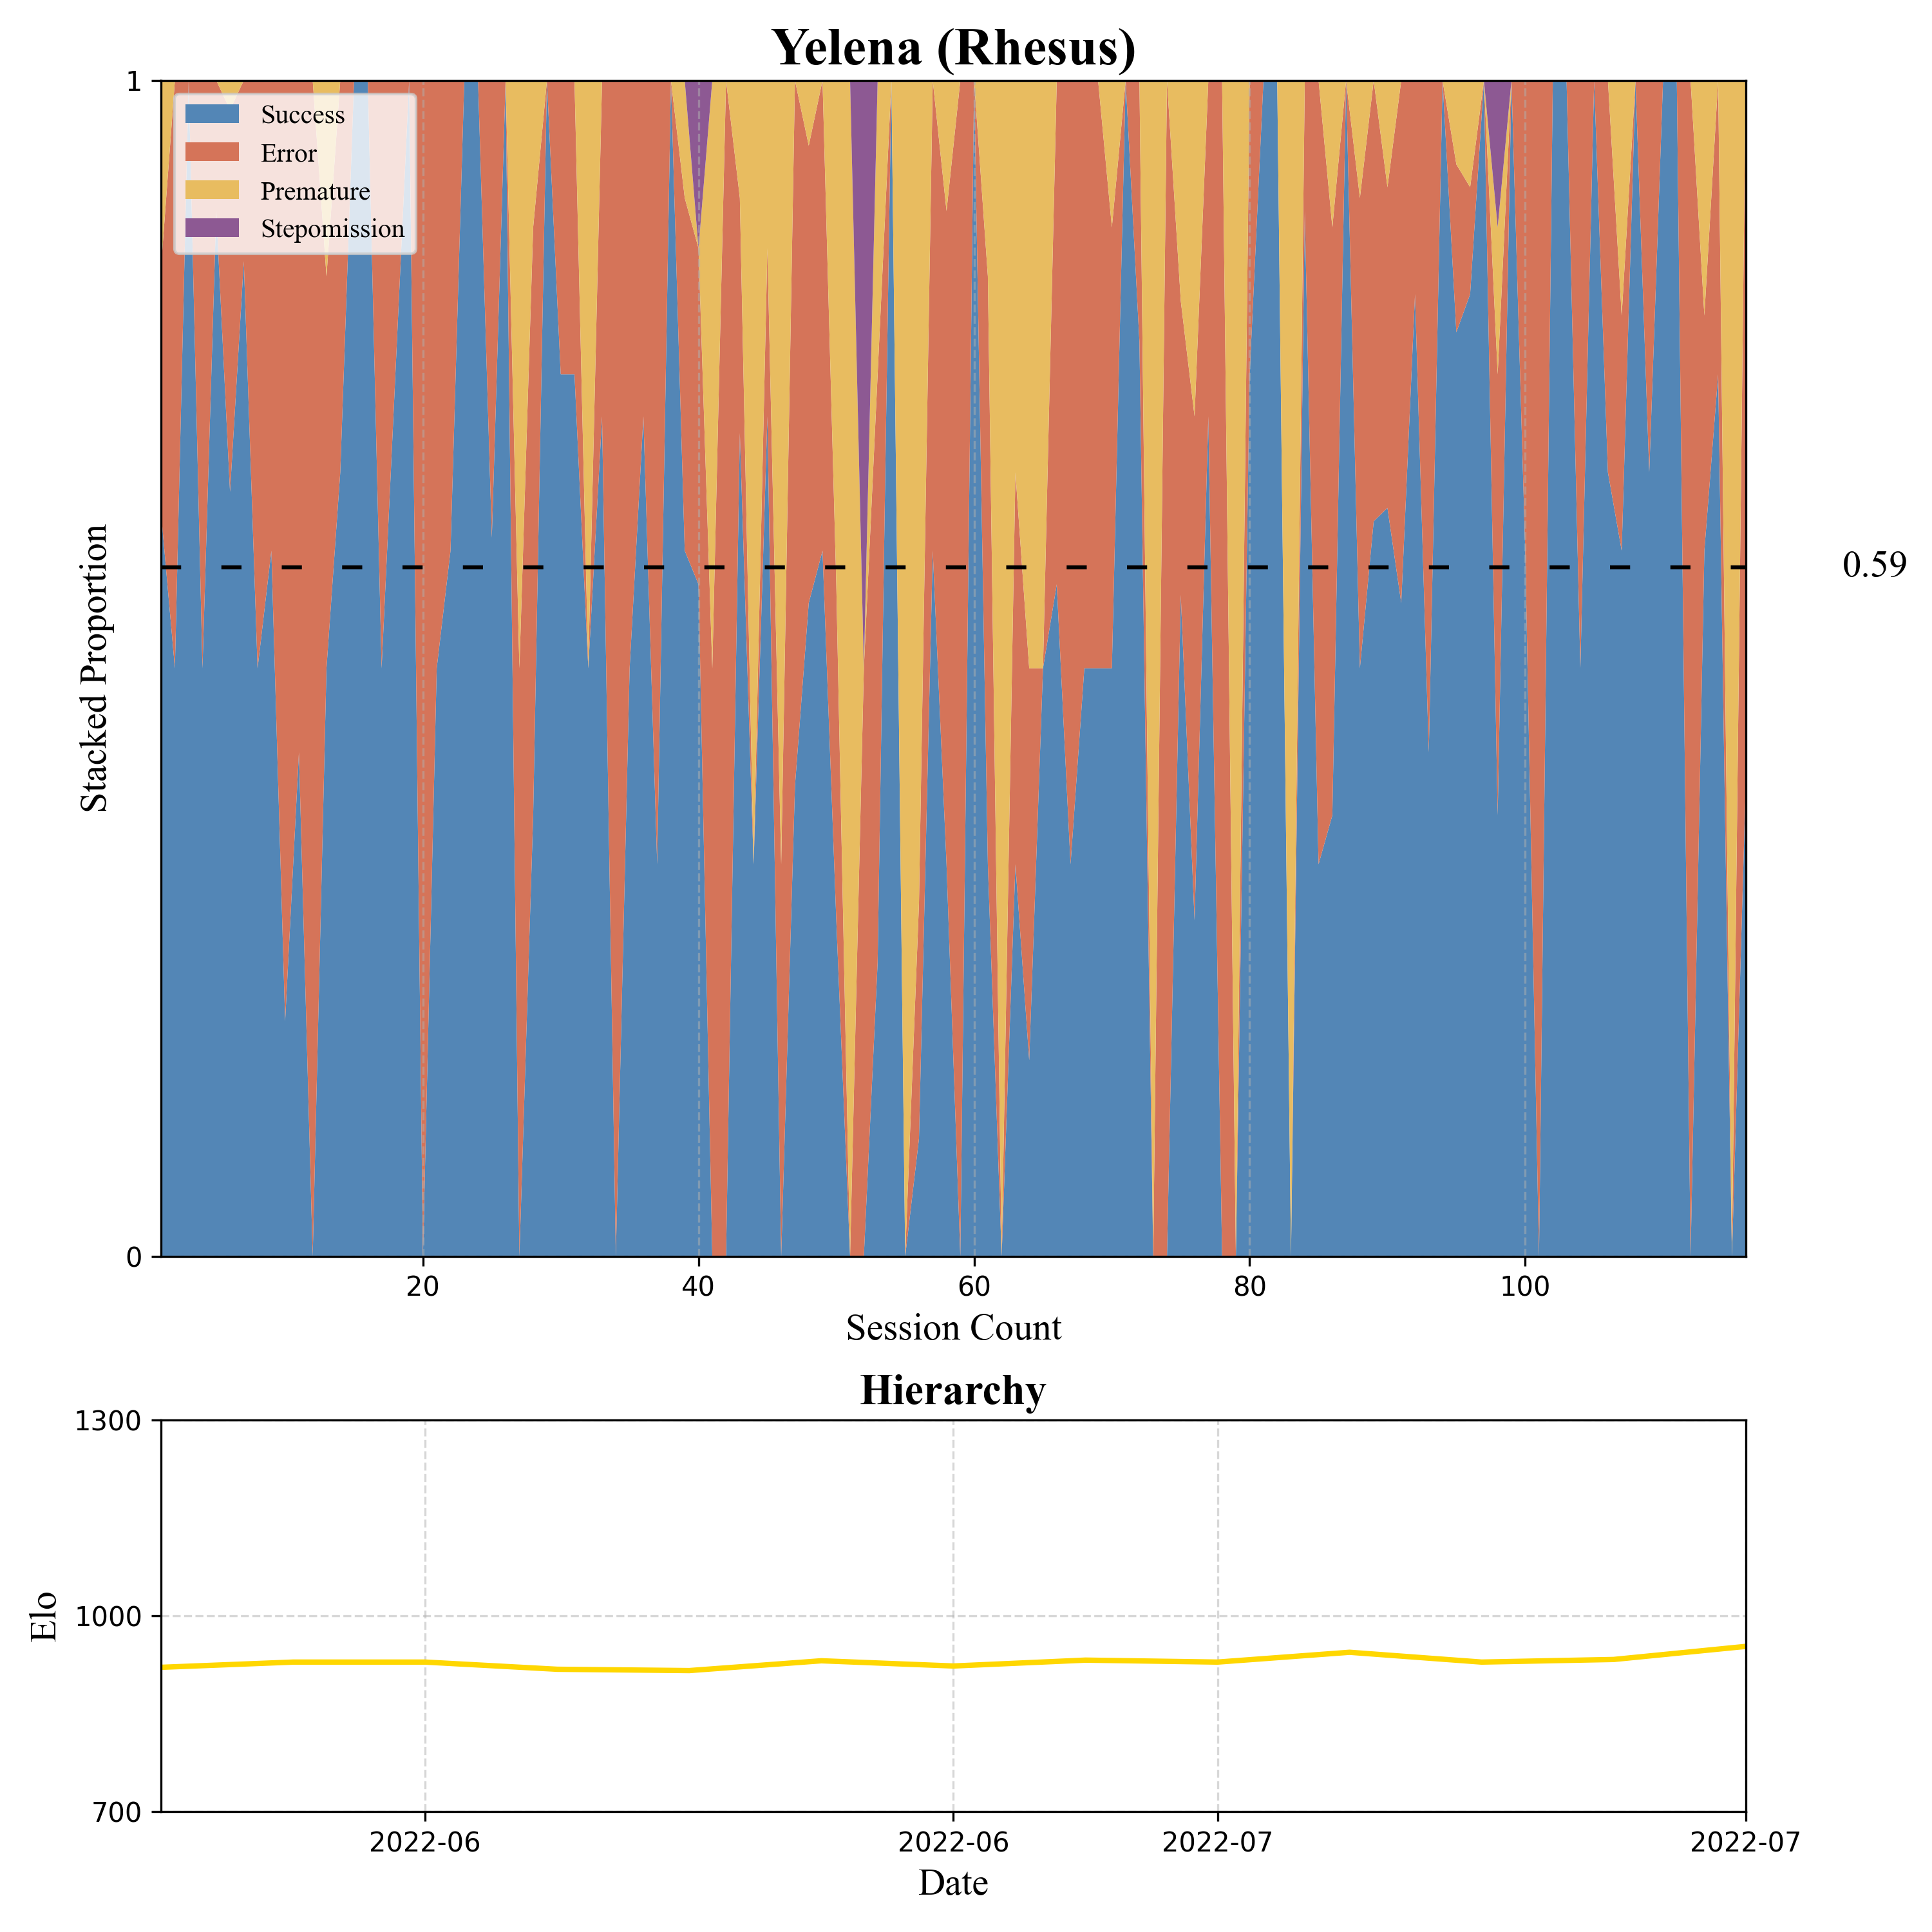 Yelena (Rhesus)
1
Success
Error
Premature
Stepomission
Stacked Proportion
0.59
0
20 40 60 80 100
Session Count
Hierarchy
1300
1000
Elo
700
2022-06 2022-06 2022-07 2022-07
Date